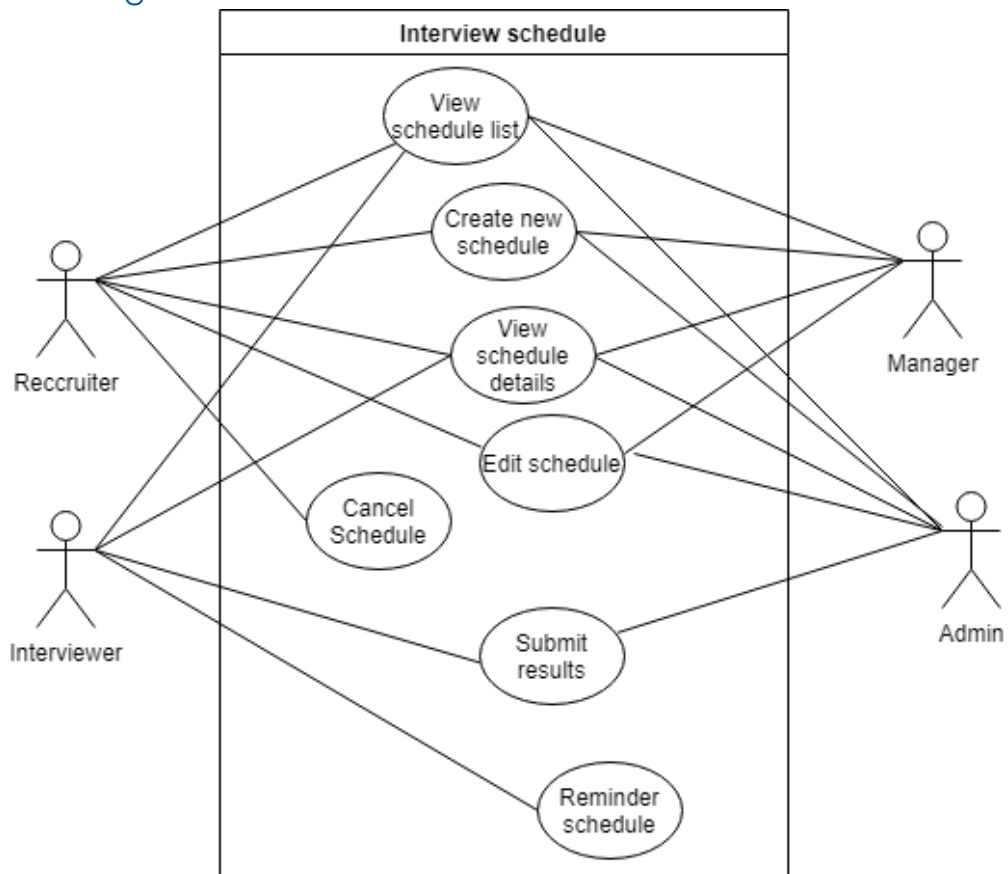 Interview schedule
View
schedule list
Create new
schedule
View
schedule
details
Edit schedule
Cancel
Schedule
Submit
results
Reminder
schedule
Reccruiter
Interviewer
Manager
Admin